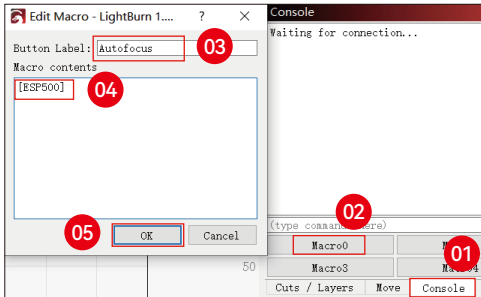 Edit Macro - LightBurn 1.... ? ×
Button Label: Autofocus 03
Macro contents
[ESP500] 04
05 OK Cancel
50
Console
Waiting for connection...
02
(type command here)
Macro0 01
Macro3
Cuts / Layers Move Console